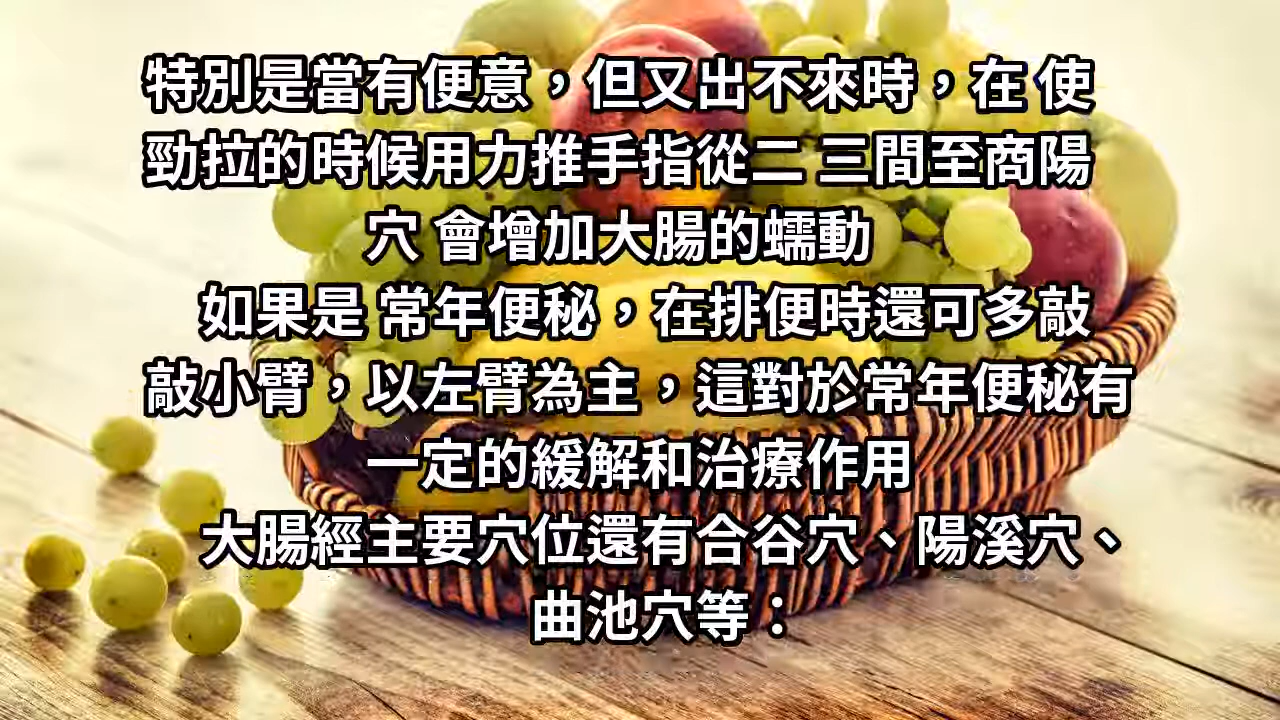 特別是當有便意，但又出不來時，在 使
勁拉的時候用力推手指從二 三間至商陽
穴 會增加大腸的蠕動
如果是 常年便秘，在排便時還可多敲
敲小臂，以左臂為主，這對於常年便秘有
一定的緩解和治療作用
大腸經主要穴位還有合谷穴、陽溪穴、
曲池穴等：